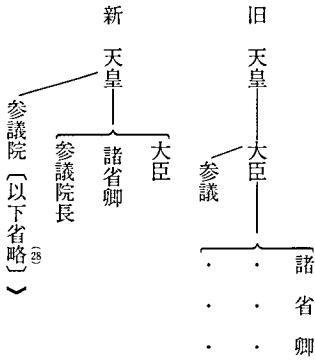 旧　天皇
大臣
参議
諸省卿
・・・
・・・
新　天皇
大臣
諸省卿
参議院長
参議院〔以下省略〕(28)》